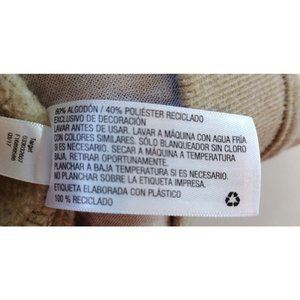 60% ALGODÓN / 40% POLIÉSTER RECICLADO
EXCLUSIVO DE DECORACIÓN
LAVAR ANTES DE USAR. LAVAR A MÁQUINA CON AGUA FRÍA
CON COLORES SIMILARES. SÓLO BLANQUEADOR SIN CLORO
SI ES NECESARIO. SECAR A MÁQUINA A TEMPERATURA
BAJA. RETIRAR OPORTUNAMENTE.
PLANCHAR A BAJA TEMPERATURA SI ES NECESARIO.
NO PLANCHAR SOBRE LA ETIQUETA IMPRESA.
ETIQUETA ELABORADA CON PLÁSTICO
100 % RECICLADO
Target